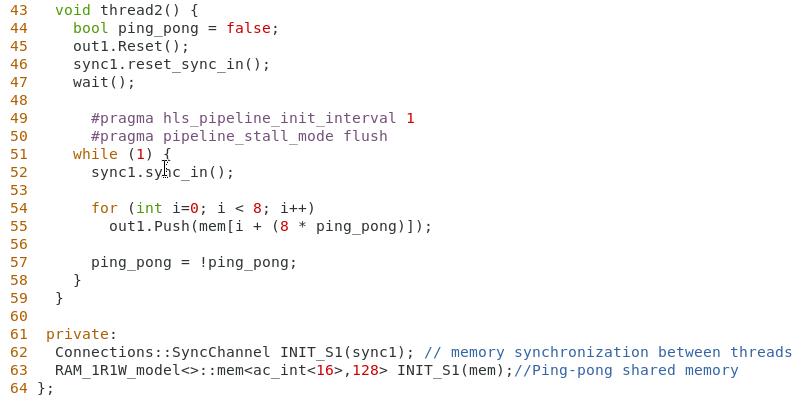 43   void thread2() {
44     bool ping_pong = false;
45     out1.Reset();
46     sync1.reset_sync_in();
47     wait();
48
49       #pragma hls_pipeline_init_interval 1
50       #pragma pipeline_stall_mode flush
51     while (1) {
52       sync1.sync_in();
53
54       for (int i=0; i < 8; i++)
55         out1.Push(mem[i + (8 * ping_pong)]);
56
57       ping_pong = !ping_pong;
58     }
59   }
60
61  private:
62   Connections::SyncChannel INIT_S1(sync1); // memory synchronization between threads
63   RAM_1R1W_model<>::mem<ac_int<16>,128> INIT_S1(mem);//Ping-pong shared memory
64 };